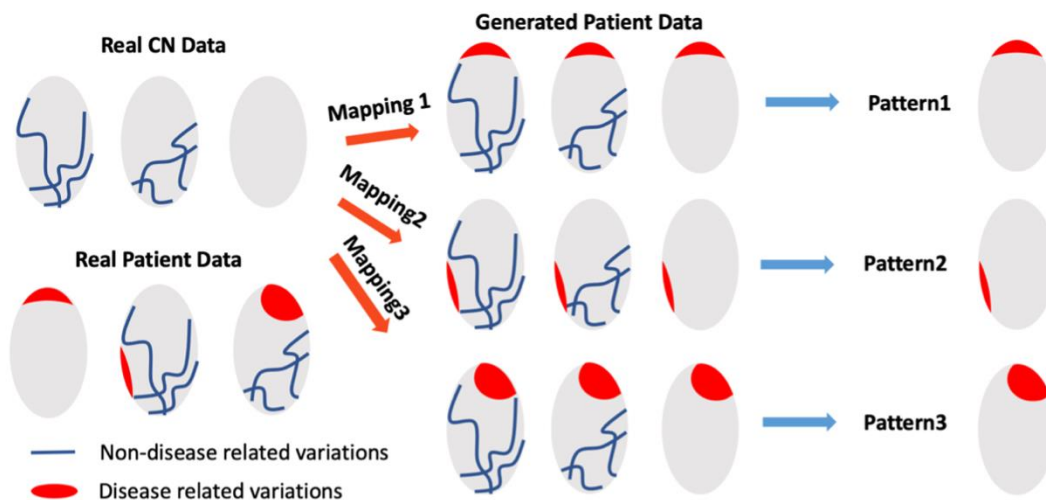 Real CN Data
Generated Patient Data
Mapping 1
Pattern1
Mapping2
Real Patient Data
Pattern2
Mapping3
Pattern3
Non-disease related variations
Disease related variations